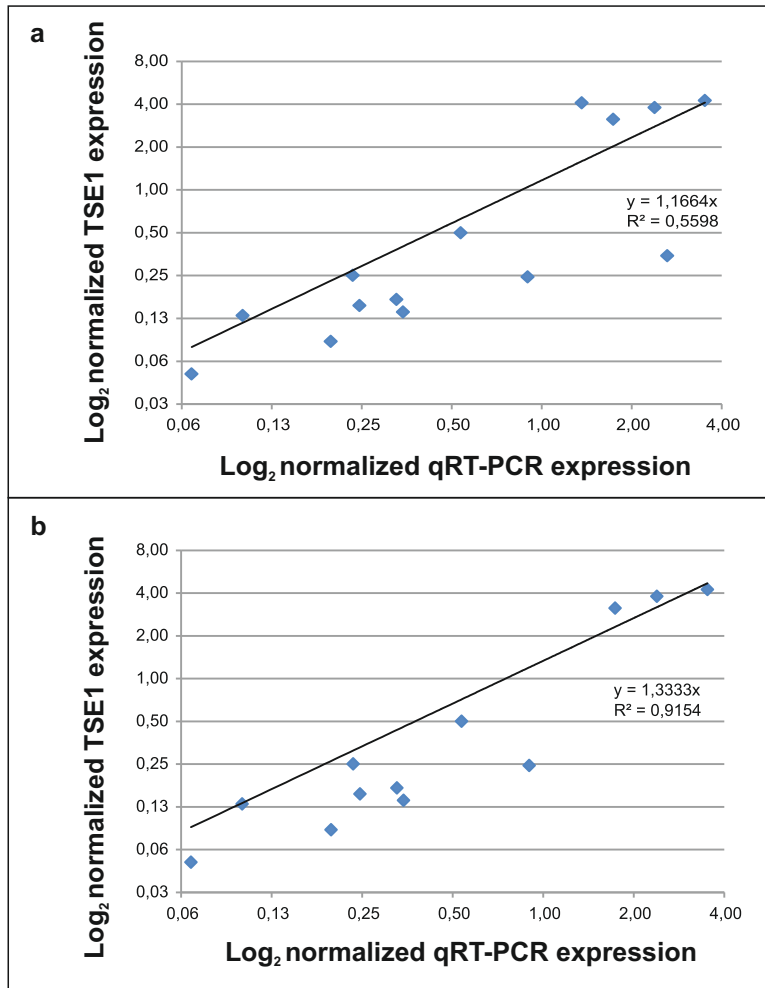 a
Log₂ normalized TSE1 expression
8,00
4,00
2,00
1,00
0,50
0,25
0,13
0,06
0,03
y = 1,1664x
R² = 0,5598
0,06 0,13 0,25 0,50 1,00 2,00 4,00
Log₂ normalized qRT-PCR expression
b
Log₂ normalized TSE1 expression
8,00
4,00
2,00
1,00
0,50
0,25
0,13
0,06
0,03
y = 1,3333x
R² = 0,9154
0,06 0,13 0,25 0,50 1,00 2,00 4,00
Log₂ normalized qRT-PCR expression